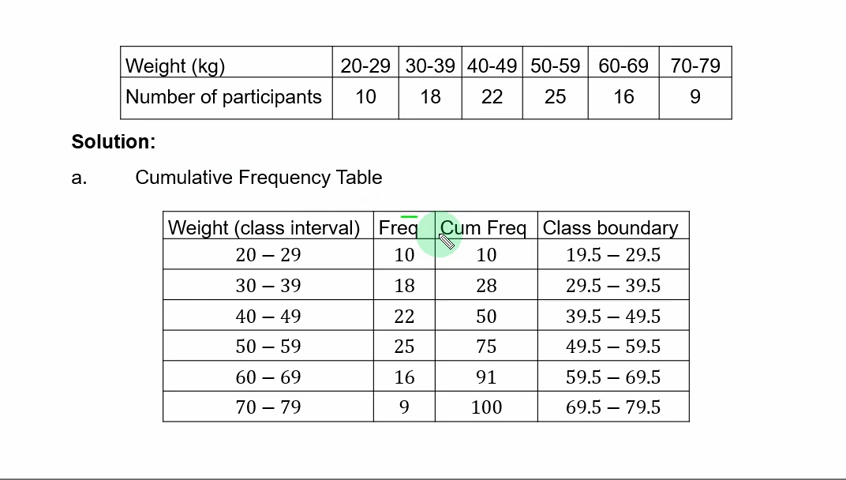 Weight (kg) 20-29 30-39 40-49 50-59 60-69 70-79
Number of participants 10 18 22 25 16 9
Solution:
a. Cumulative Frequency Table
Weight (class interval) Freq Cum Freq Class boundary
20 − 29 10 10 19.5 − 29.5
30 − 39 18 28 29.5 − 39.5
40 − 49 22 50 39.5 − 49.5
50 − 59 25 75 49.5 − 59.5
60 − 69 16 91 59.5 − 69.5
70 − 79 9 100 69.5 − 79.5